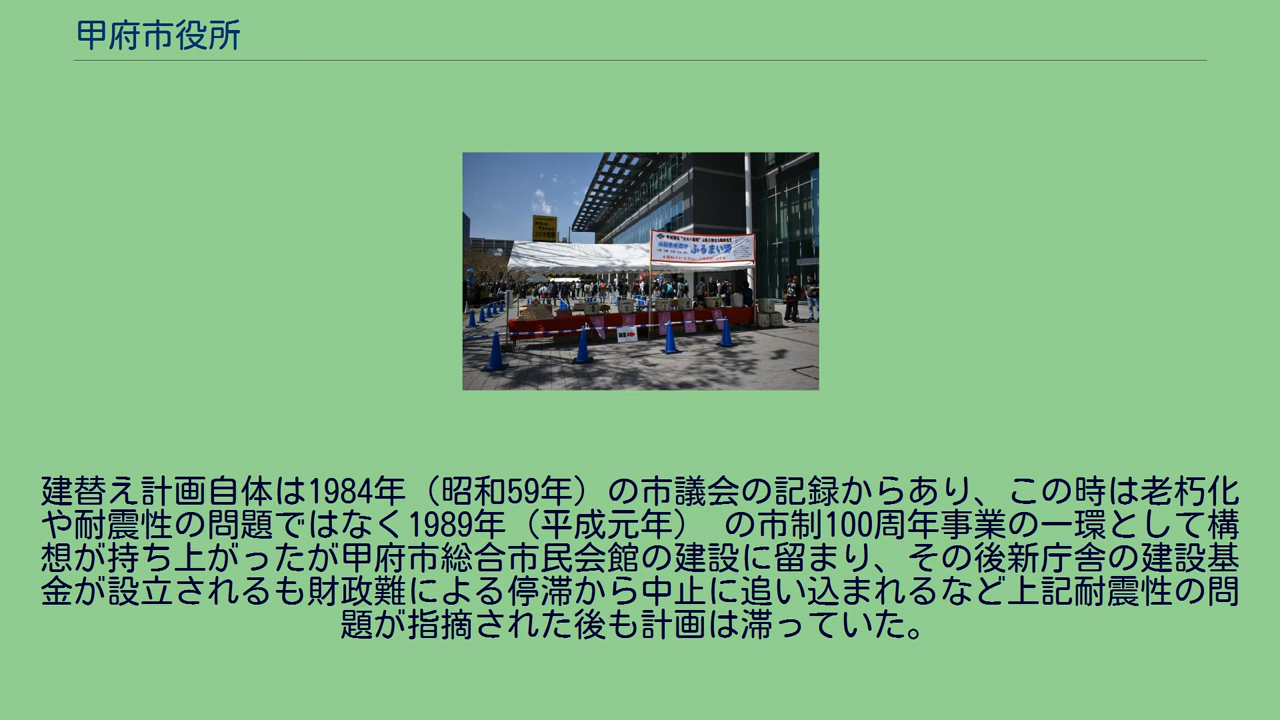 甲府市役所
ふるまい酒
建替え計画自体は1984年（昭和59年）の市議会の記録からあり、この時は老朽化
や耐震性の問題ではなく1989年（平成元年） の市制100周年事業の一環として構
想が持ち上がったが甲府市総合市民会館の建設に留まり、その後新庁舎の建設基
金が設立されるも財政難による停滞から中止に追い込まれるなど上記耐震性の問
題が指摘された後も計画は滞っていた。